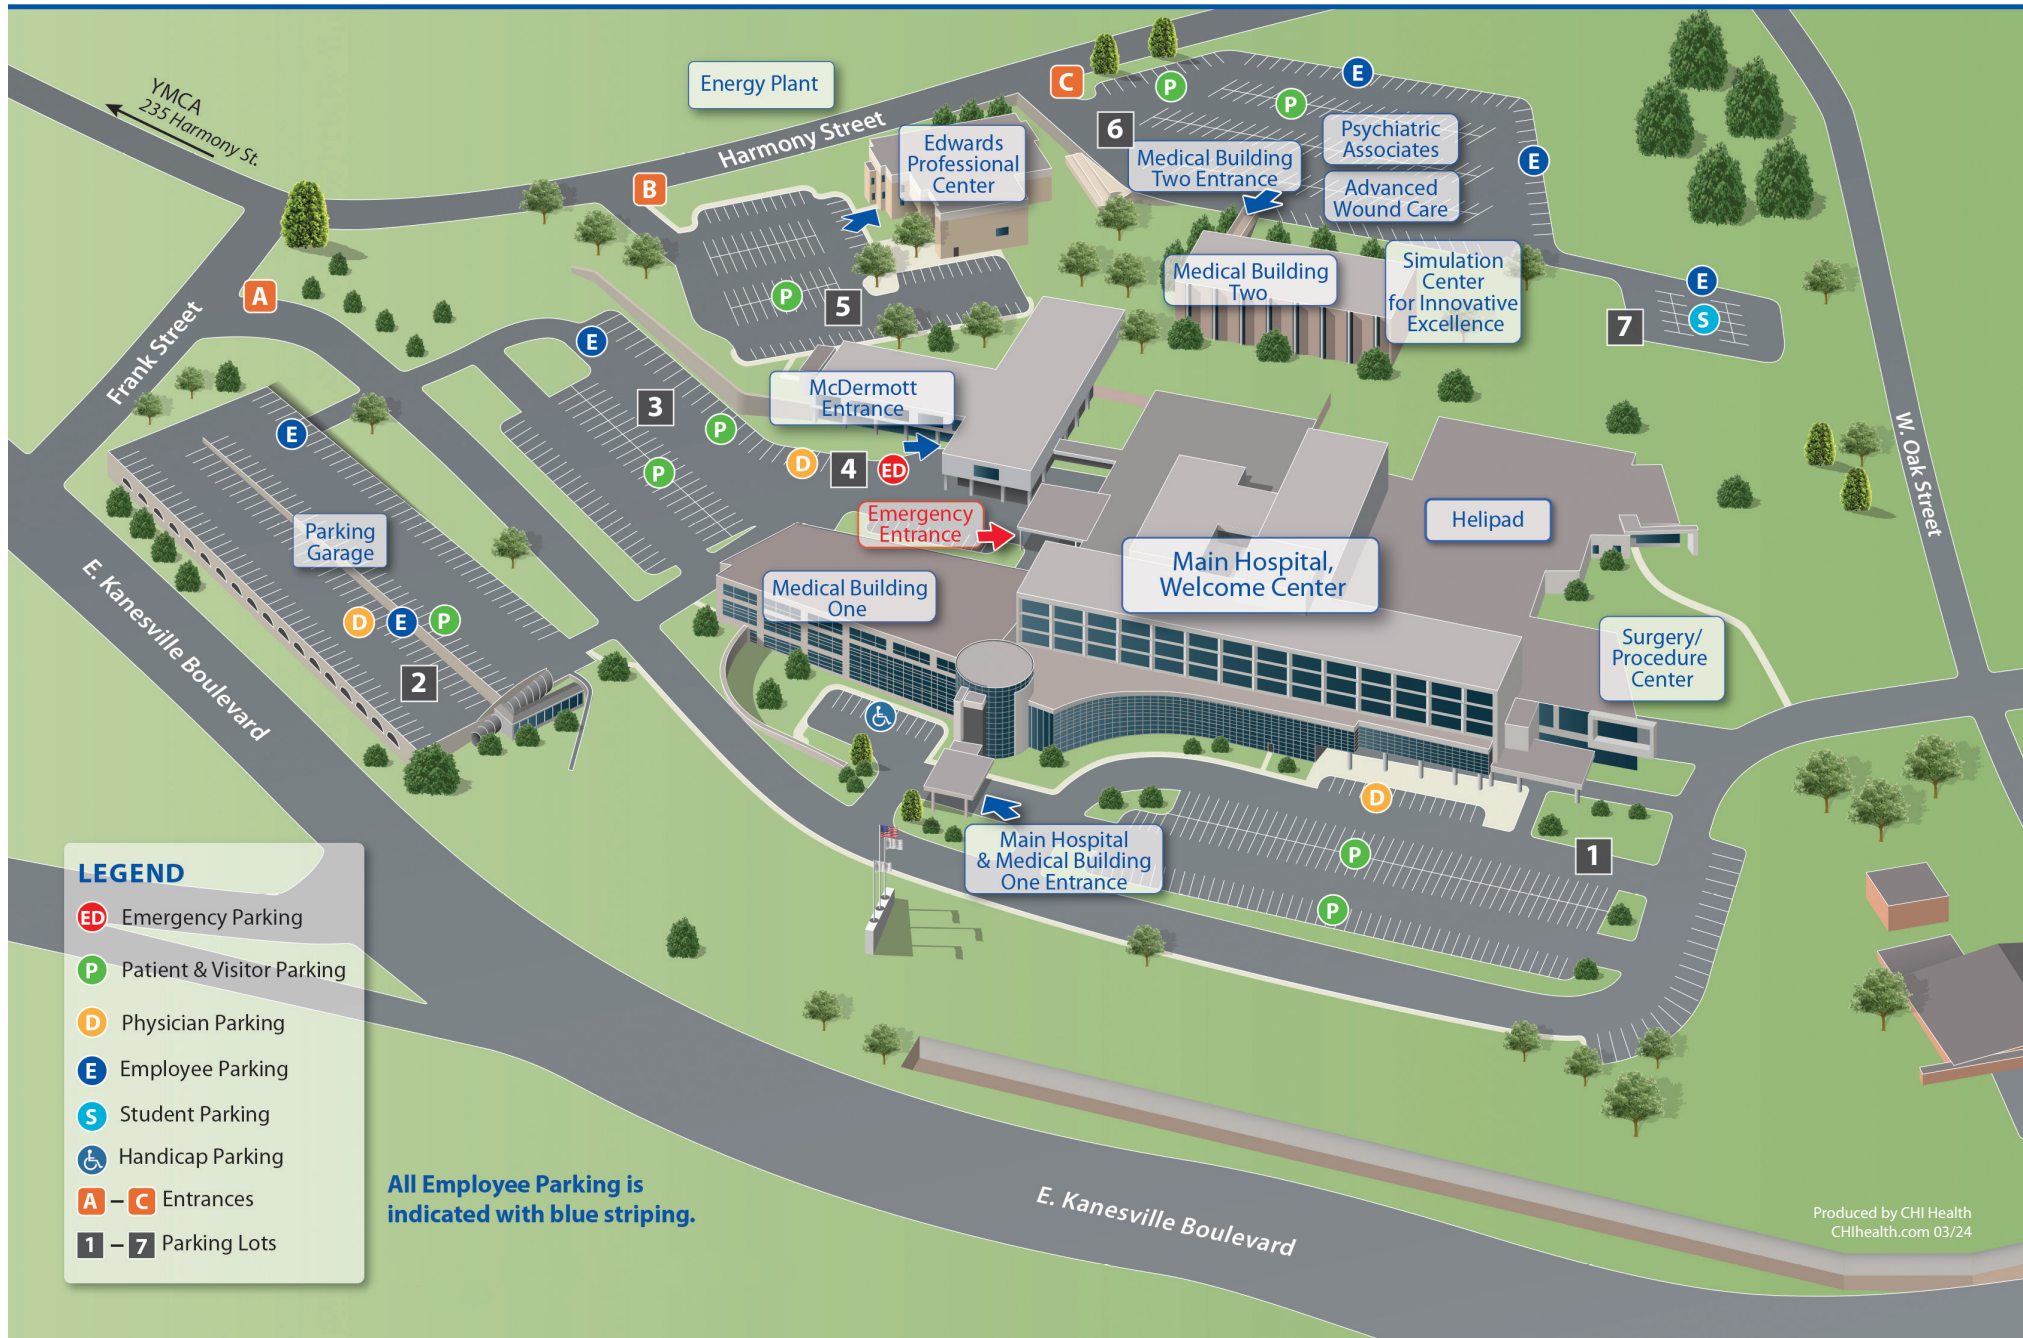 YMCA
235 Harmony St.
Energy Plant
Harmony Street
C
P
E
P
6
Psychiatric
Associates
Edwards
Professional
Center
Medical Building
Two Entrance
E
Advanced
Wound Care
B
A
Frank Street
P
5
Medical Building
Two
Simulation
Center
for Innovative
Excellence
E
S
7
E
3
McDermott
Entrance
P
E
P
D
4
ED
W. Oak Street
Emergency
Entrance
Helipad
Parking
Garage
Main Hospital,
Welcome Center
Medical Building
One
E. Kanesville Boulevard
D
E
P
2
Surgery/
Procedure
Center
D
Main Hospital
& Medical Building
One Entrance
P
1
P
LEGEND
ED Emergency Parking
P Patient & Visitor Parking
D Physician Parking
E Employee Parking
S Student Parking
Handicap Parking
A – C Entrances
1 – 7 Parking Lots
All Employee Parking is
indicated with blue striping.
E. Kanesville Boulevard
Produced by CHI Health
CHIhealth.com 03/24